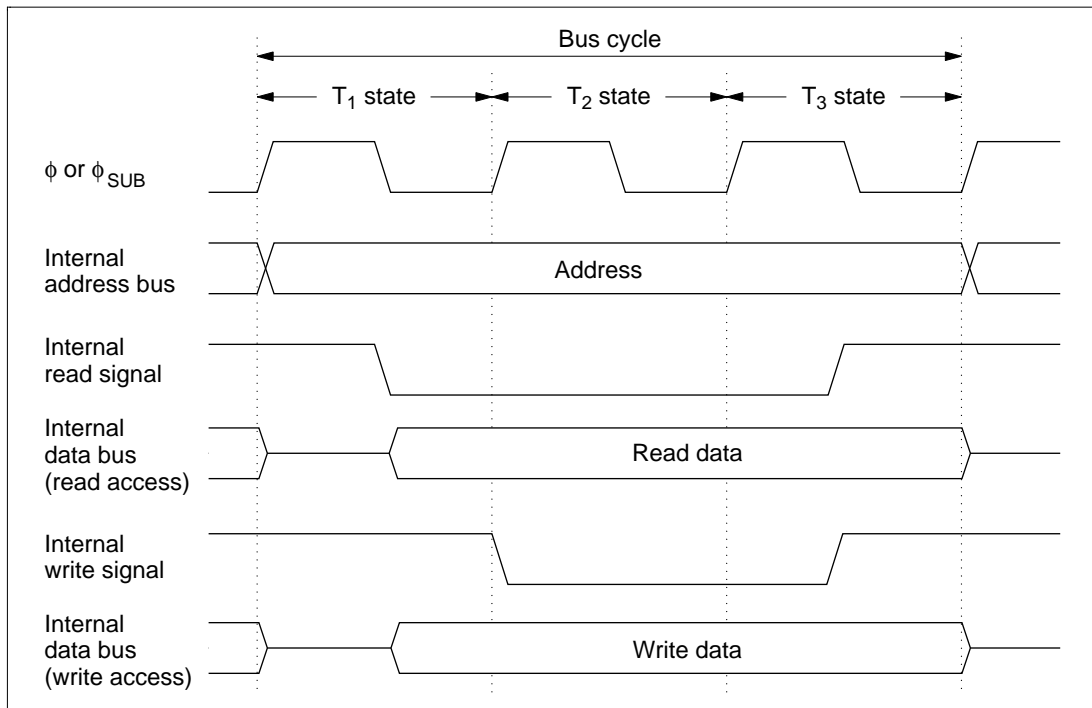 Bus cycle
T₁ state T₂ state T₃ state
ϕ or ϕSUB
Internal
address bus
Address
Internal
read signal
Internal
data bus
(read access)
Read data
Internal
write signal
Internal
data bus
(write access)
Write data